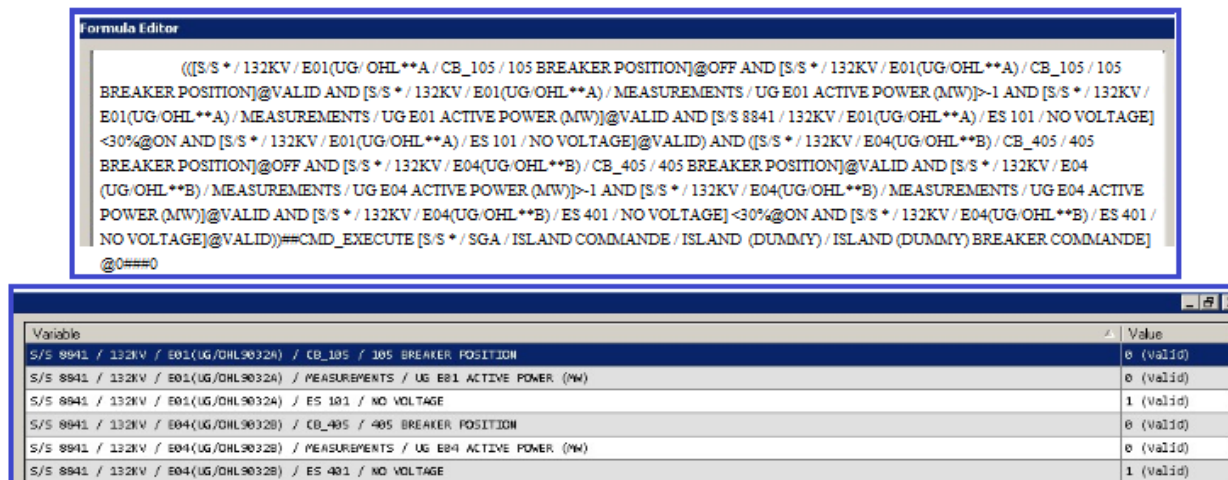 Formula Editor
(([S/S * / 132KV / E01(UG/ OHL**A / CB_105 / 105 BREAKER POSITION]@OFF AND [S/S * / 132KV / E01(UG/OHL**A) / CB_105 / 105
BREAKER POSITION]@VALID AND [S/S * / 132KV / E01(UG/OHL**A) / MEASUREMENTS / UG E01 ACTIVE POWER (MW)]>-1 AND [S/S * / 132KV /
E01(UG/OHL**A) / MEASUREMENTS / UG E01 ACTIVE POWER (MW)]@VALID AND [S/S 8841 / 132KV / E01(UG/OHL**A) / ES 101 / NO VOLTAGE]
<30%@ON AND [S/S * / 132KV / E01(UG/OHL**A) / ES 101 / NO VOLTAGE]@VALID) AND ([S/S * / 132KV / E04(UG/OHL**B) / CB_405 / 405
BREAKER POSITION]@OFF AND [S/S * / 132KV / E04(UG/OHL**B) / CB_405 / 405 BREAKER POSITION]@VALID AND [S/S * / 132KV / E04
(UG/OHL**B) / MEASUREMENTS / UG E04 ACTIVE POWER (MW)]>-1 AND [S/S * / 132KV / E04(UG/OHL**B) / MEASUREMENTS / UG E04 ACTIVE
POWER (MW)]@VALID AND [S/S * / 132KV / E04(UG/OHL**B) / ES 401 / NO VOLTAGE] <30%@ON AND [S/S * / 132KV / E04(UG/OHL**B) / ES 401 /
NO VOLTAGE]@VALID))##CMD_EXECUTE [S/S * / SGA / ISLAND COMMANDE / ISLAND (DUMMY) / ISLAND (DUMMY) BREAKER COMMANDE]
@0###0
Variable Value
S/S 8841 / 132KV / E01(UG/OHL9032A) / CB_105 / 105 BREAKER POSITION 0 (Valid)
S/S 8841 / 132KV / E01(UG/OHL9032A) / MEASUREMENTS / UG E01 ACTIVE POWER (MW) 0 (Valid)
S/S 8841 / 132KV / E01(UG/OHL9032A) / ES 101 / NO VOLTAGE 1 (Valid)
S/S 8841 / 132KV / E04(UG/OHL9032B) / CB_405 / 405 BREAKER POSITION 0 (Valid)
S/S 8841 / 132KV / E04(UG/OHL9032B) / MEASUREMENTS / UG E04 ACTIVE POWER (MW) 0 (Valid)
S/S 8841 / 132KV / E04(UG/OHL9032B) / ES 401 / NO VOLTAGE 1 (Valid)